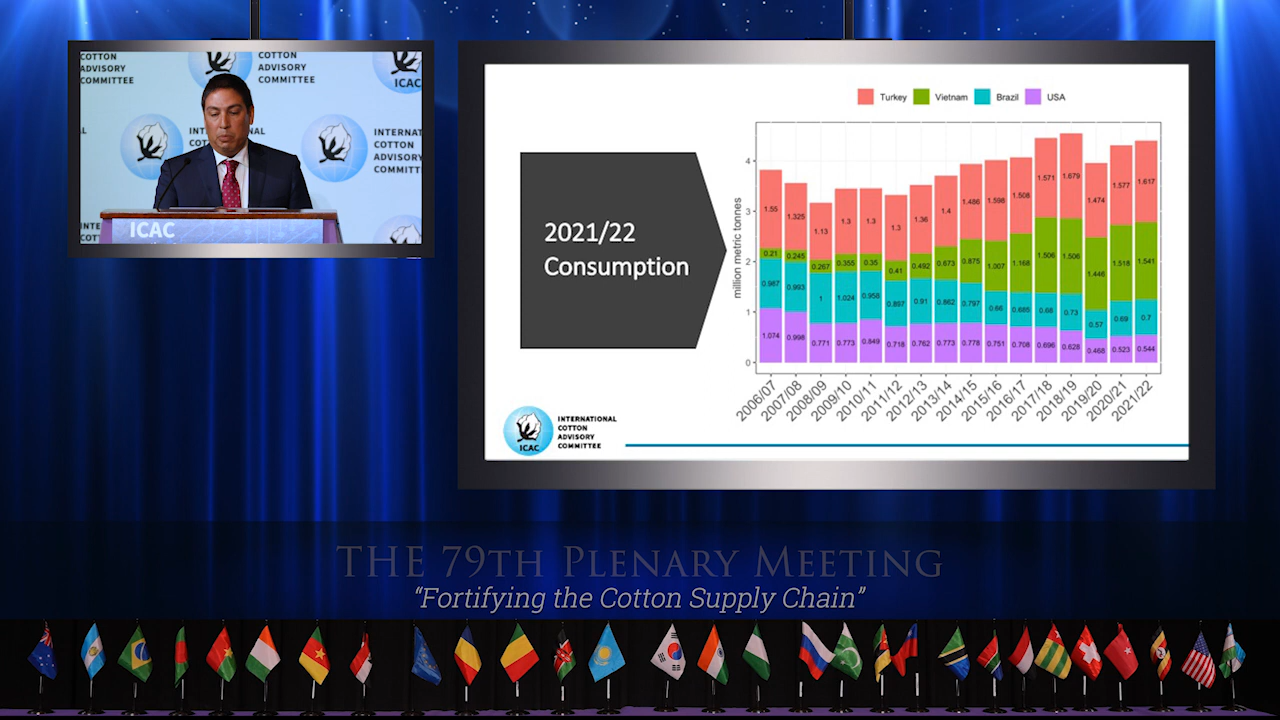 COTTON
ADVISORY
COMMITTEE
COTTON
ADVISORY
COMMITTEE
ICAC
INTERNATIONAL
COTTON
ADVISORY
ICAC
Turkey Vietnam Brazil USA
2021/22
Consumption
million metric tonnes
4
3
2
1
0
1.55 1.325 1.13 1.3 1.3 1.3 1.36 1.4 1.486 1.598 1.508 1.571 1.679 1.474 1.577 1.617
0.21 0.245 0.267 0.355 0.35 0.41 0.492 0.673 0.875 1.007 1.168 1.506 1.506 1.446 1.518 1.541
0.987 0.993 1 1.024 0.958 0.897 0.91 0.862 0.797 0.66 0.685 0.68 0.73 0.57 0.69 0.7
1.074 0.998 0.771 0.773 0.849 0.718 0.762 0.773 0.778 0.751 0.708 0.696 0.628 0.468 0.523 0.544
2006/07 2007/08 2008/09 2009/10 2010/11 2011/12 2012/13 2013/14 2014/15 2015/16 2016/17 2017/18 2018/19 2019/20 2020/21 2021/22
ICAC
INTERNATIONAL
COTTON
ADVISORY
COMMITTEE
THE 79TH PLENARY MEETING
“Fortifying the Cotton Supply Chain”